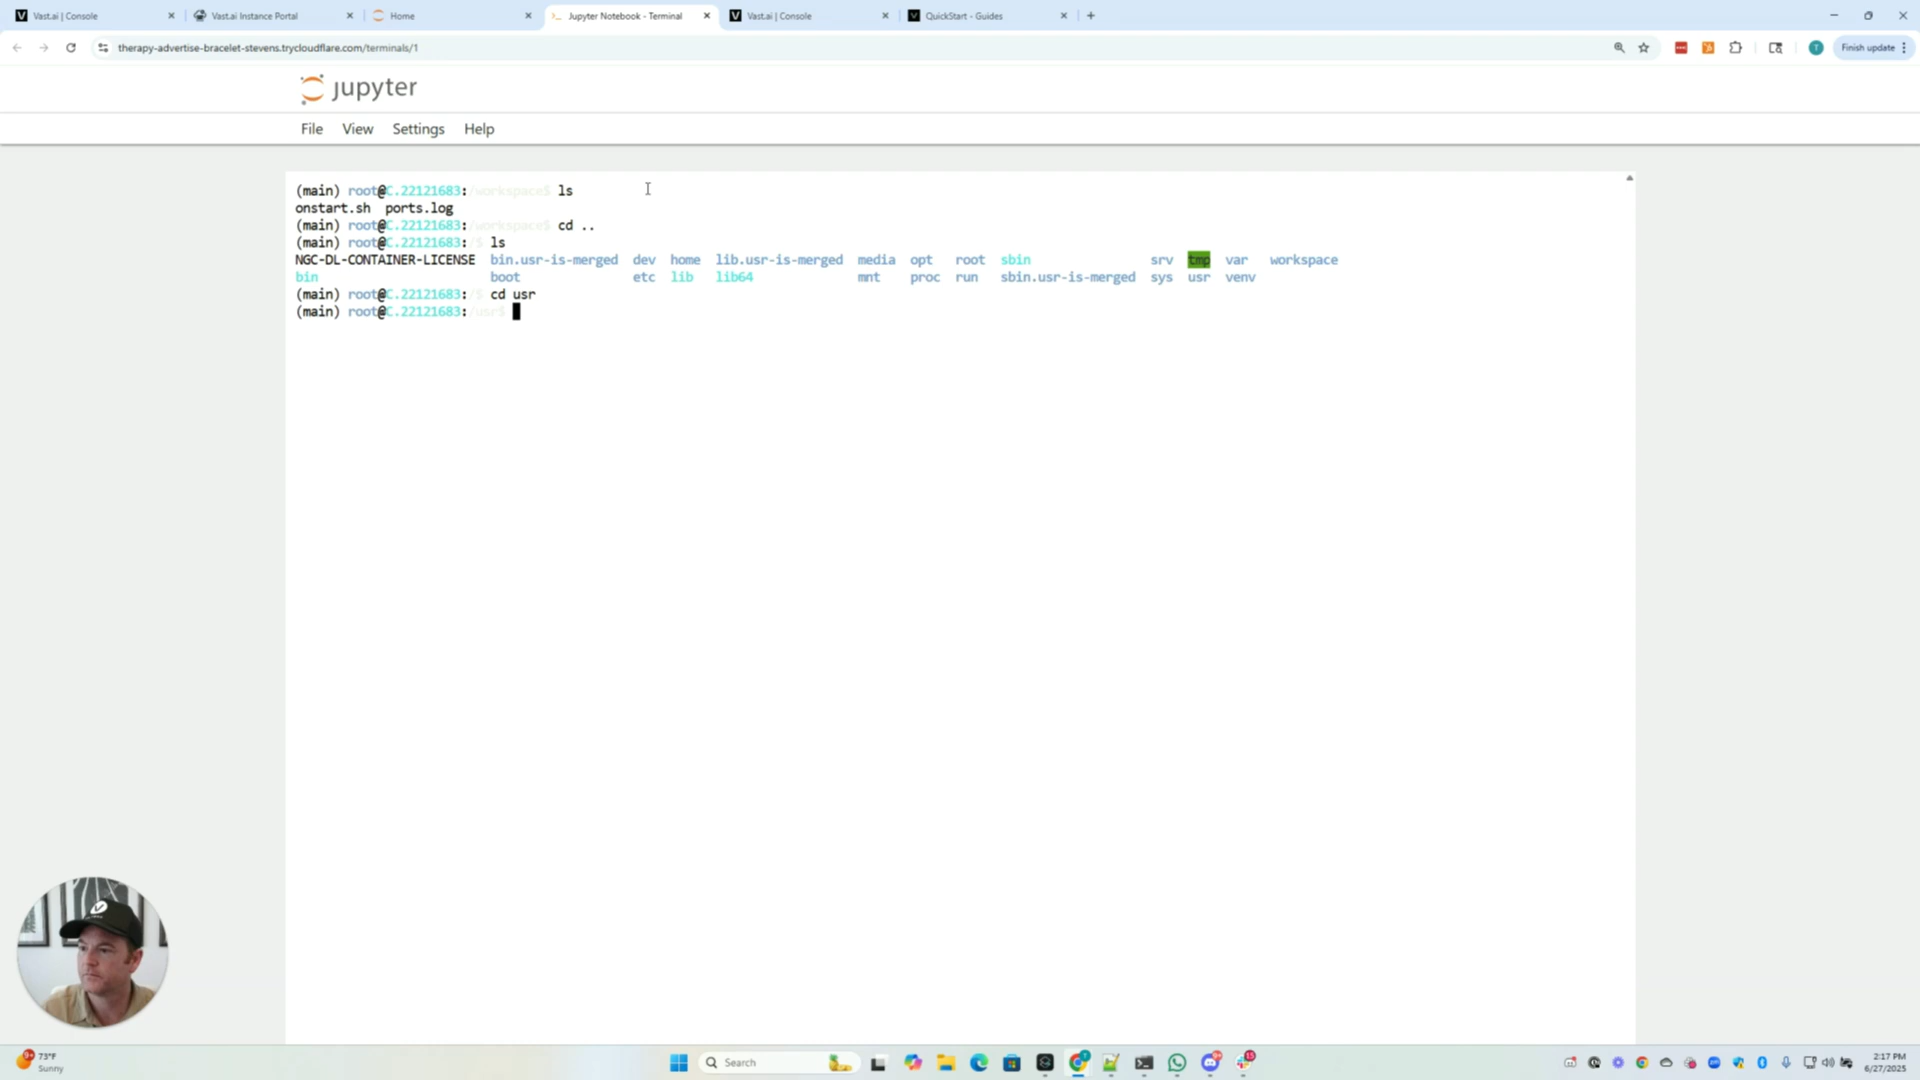 Vast.ai | Console
Vast.ai Instance Portal
Home
Jupyter Notebook - Terminal
Vast.ai | Console
QuickStart - Guides
therapy-advertise-bracelet-stevens.trycloudflare.com/terminals/1
Finish update
jupyter
File View Settings Help
(main) root@C.22121683:/workspace$ ls
onstart.sh ports.log
(main) root@C.22121683:/workspace$ cd ..
(main) root@C.22121683:/$ ls
NGC-DL-CONTAINER-LICENSE bin.usr-is-merged dev home lib.usr-is-merged media opt root sbin srv tmp var workspace
bin boot etc lib lib64 mnt proc run sbin.usr-is-merged sys usr venv
(main) root@C.22121683:/$ cd usr
(main) root@C.22121683:/usr$
73°F
Sunny
Search
2:17 PM
6/27/2025